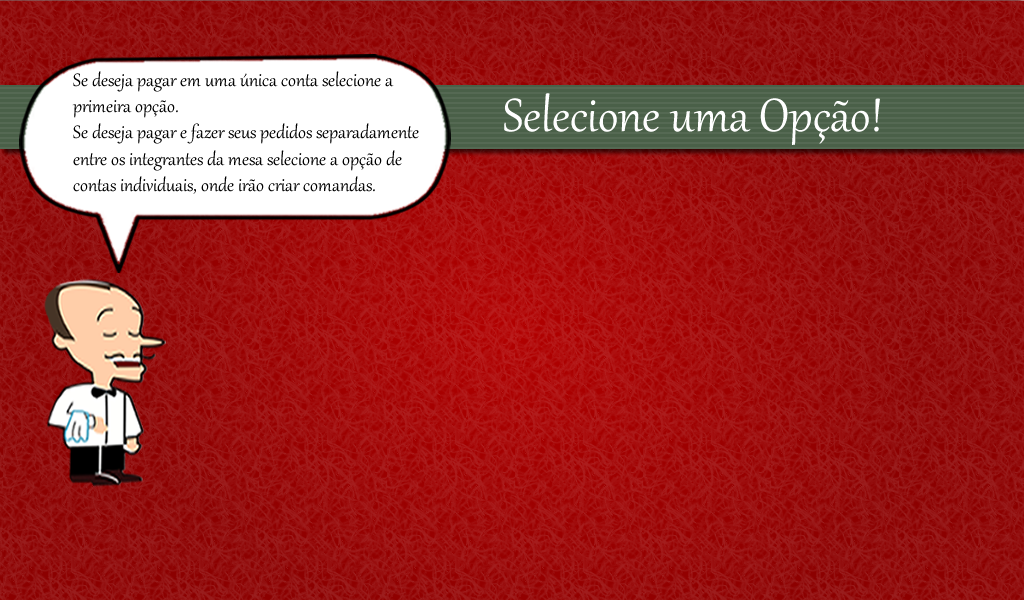 Se deseja pagar em uma única conta selecione a
primeira opção.
Se deseja pagar e fazer seus pedidos separadamente
entre os integrantes da mesa selecione a opção de
contas individuais, onde irão criar comandas.
Selecione uma Opção!